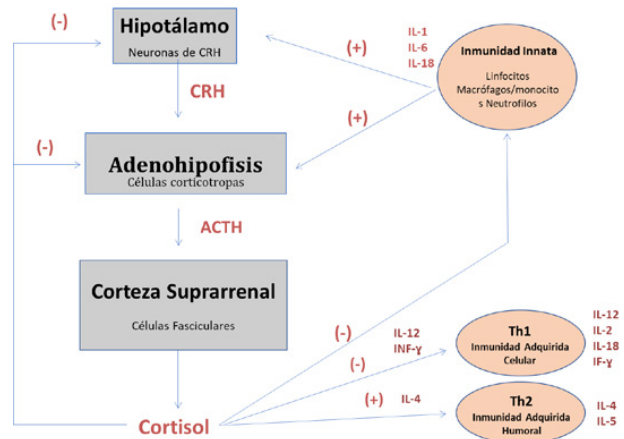 (-)
Hipotálamo
Neuronas de CRH
CRH
(-)
Adenohipofisis
Células corticotropas
ACTH
Corteza Suprarrenal
Células Fasciculares
Cortisol
(+)
(+)
IL-1
IL-6
IL-18
Inmunidad Innata
Linfocitos
Macrófagos/monocito
s Neutrofilos
(-)
IL-12
INF-ɣ
(-)
(+)
IL-4
Th1
Inmunidad Adquirida
Celular
IL-12
IL-2
IL-18
IF-ɣ
Th2
Inmunidad Adquirida
Humoral
IL-4
IL-5